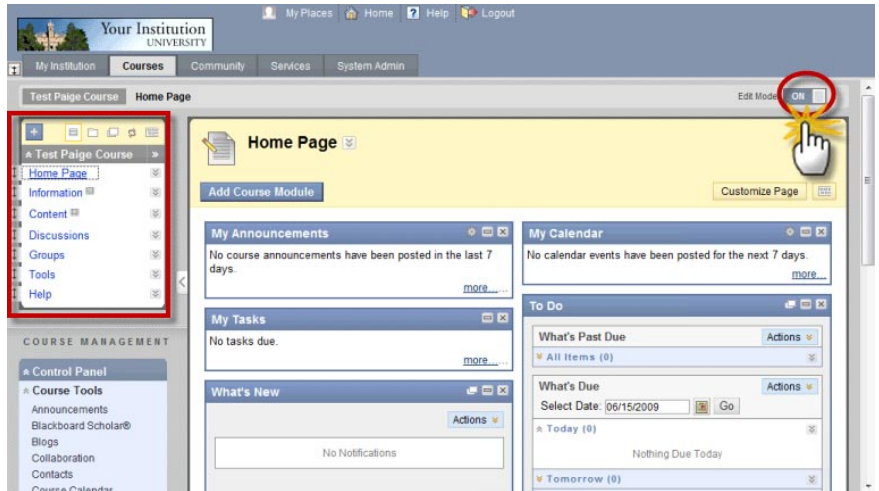 My Places Home Help Logout
Your Institution
UNIVERSITY
My Institution Courses Community Services System Admin
Test Paige Course Home Page
Edit Mode: ON
Test Paige Course
Home Page
Information
Content
Discussions
Groups
Tools
Help
COURSE MANAGEMENT
Control Panel
Course Tools
Announcements
Blackboard Scholar®
Blogs
Collaboration
Contacts
Course Calendar
Home Page
Add Course Module
Customize Page
My Announcements
No course announcements have been posted in the last 7
days.
more...
My Tasks
No tasks due.
more...
What's New
Actions
No Notifications
My Calendar
No calendar events have been posted for the next 7 days.
more...
To Do
What's Past Due
Actions
All Items (0)
What's Due
Actions
Select Date: 06/15/2009 Go
Today (0)
Nothing Due Today
Tomorrow (0)